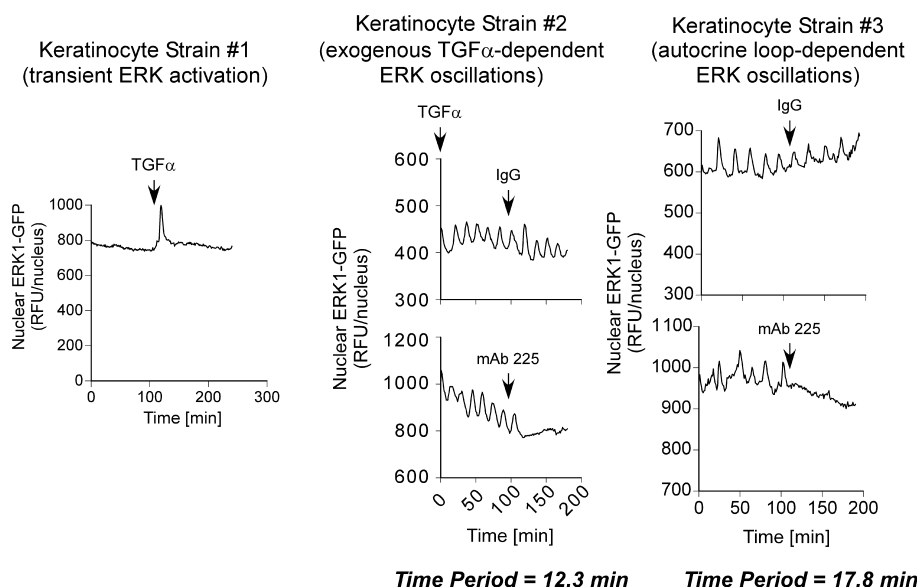 Keratinocyte Strain #1
(transient ERK activation)
TGFα
Nuclear ERK1-GFP
(RFU/nucleus)
1000
800
600
400
200
0
0 100 200 300
Time [min]
Keratinocyte Strain #2
(exogenous TGFα-dependent
ERK oscillations)
TGFα
IgG
600
500
400
300
Nuclear ERK1-GFP
(RFU/nucleus)
mAb 225
1200
1000
800
600
0 50 100 150 200
Time [min]
Time Period = 12.3 min
Keratinocyte Strain #3
(autocrine loop-dependent
ERK oscillations)
IgG
700
600
500
400
300
Nuclear ERK1-GFP
(RFU/nucleus)
mAb 225
1100
1000
900
800
700
0 50 100 150 200
Time [min]
Time Period = 17.8 min